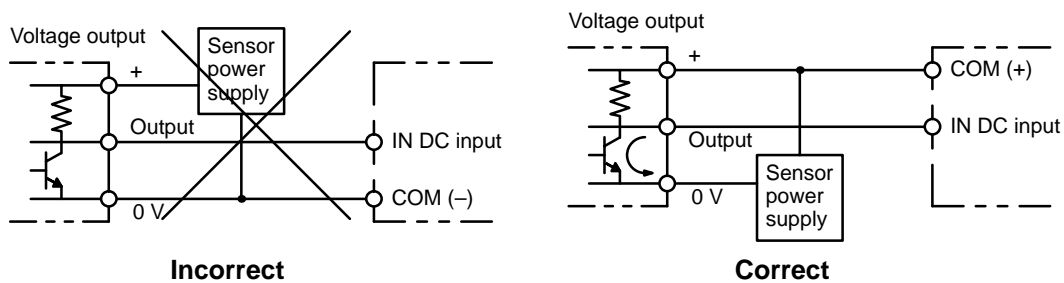 Voltage output
+
Sensor
power
supply
Output
IN DC input
0 V
COM (–)
Incorrect
Voltage output
+
COM (+)
IN DC input
Output
0 V
Sensor
power
supply
Correct